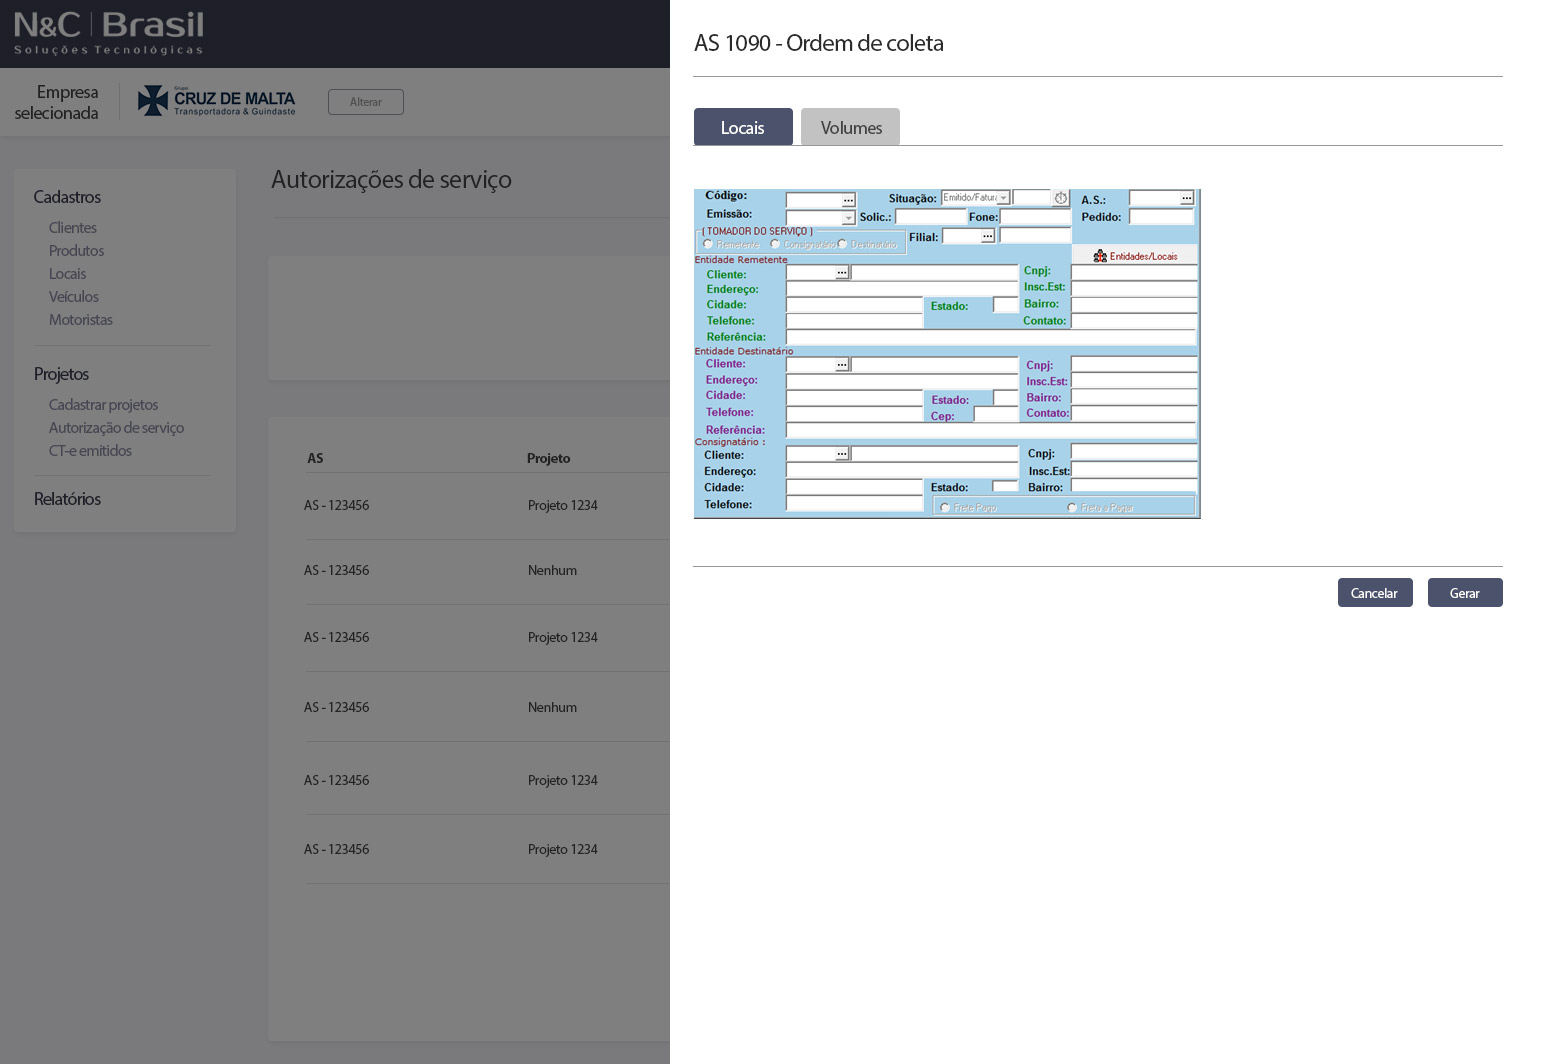 N&C | Brasil
Soluções Tecnológicas
Empresa
selecionada
Grupo
CRUZ DE MALTA
Transportadora & Guindaste
Alterar
Cadastros
Clientes
Produtos
Locais
Veículos
Motoristas
Projetos
Cadastrar projetos
Autorização de serviço
CT-e emitidos
Relatórios
Autorizações de serviço
AS Projeto
AS - 123456 Projeto 1234
AS - 123456 Nenhum
AS - 123456 Projeto 1234
AS - 123456 Nenhum
AS - 123456 Projeto 1234
AS - 123456 Projeto 1234
AS 1090 - Ordem de coleta
Locais Volumes
Código: ... Situação: Emitido/Fatura A.S.: ...
Emissão: Solic.: Fone: Pedido:
( TOMADOR DO SERVIÇO ) Filial: ...
Remetente Consignatário Destinatário
Entidades/Locais
Entidade Remetente
Cliente: ... Cnpj:
Endereço: Insc.Est:
Cidade: Estado: Bairro:
Telefone: Contato:
Referência:
Entidade Destinatário
Cliente: ... Cnpj:
Endereço: Insc.Est:
Cidade: Estado: Bairro:
Telefone: Cep: Contato:
Referência:
Consignatário :
Cliente: ... Cnpj:
Endereço: Insc.Est:
Cidade: Estado: Bairro:
Telefone: Frete Pago Frete a Pagar
Cancelar Gerar